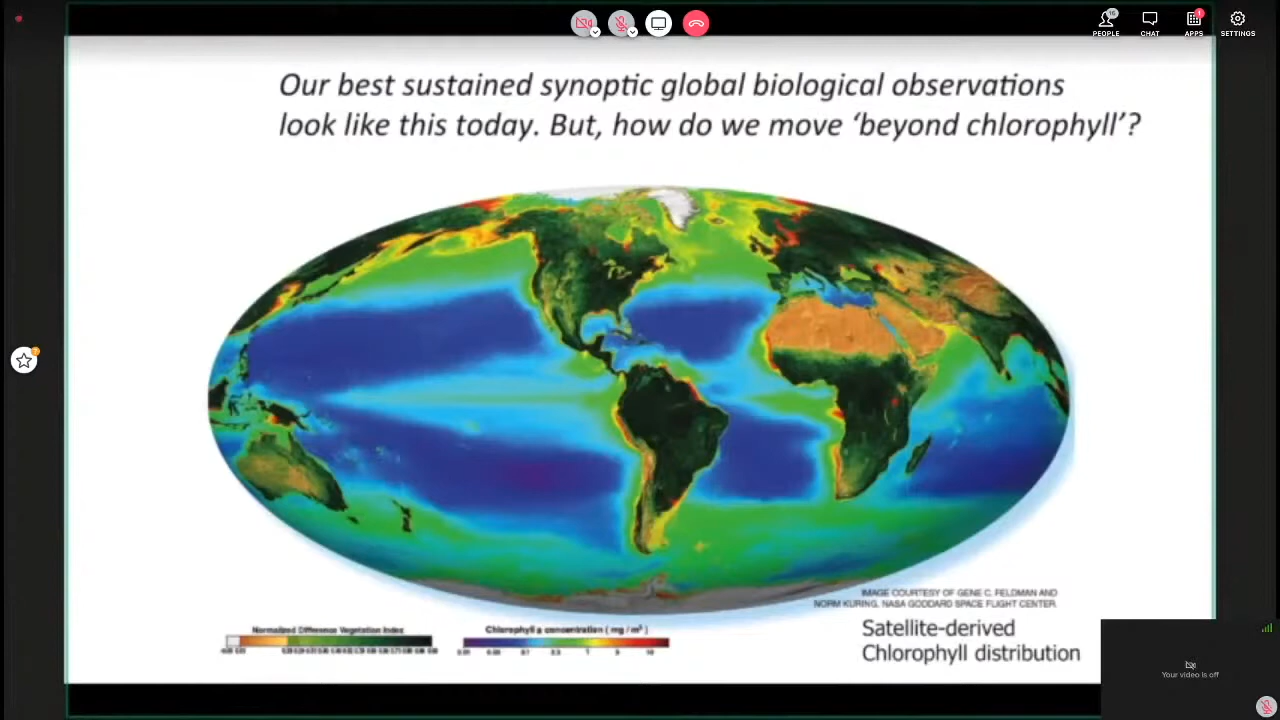 16
1
PEOPLE
CHAT
APPS
SETTINGS
Our best sustained synoptic global biological observations
look like this today. But, how do we move ‘beyond chlorophyll’?
IMAGE COURTESY OF GENE C. FELDMAN AND
NORM KURING, NASA GODDARD SPACE FLIGHT CENTER.
Normalized Difference Vegetation Index
Chlorophyll a concentration ( mg / m³ )
Satellite-derived
Chlorophyll distribution
Your video is off